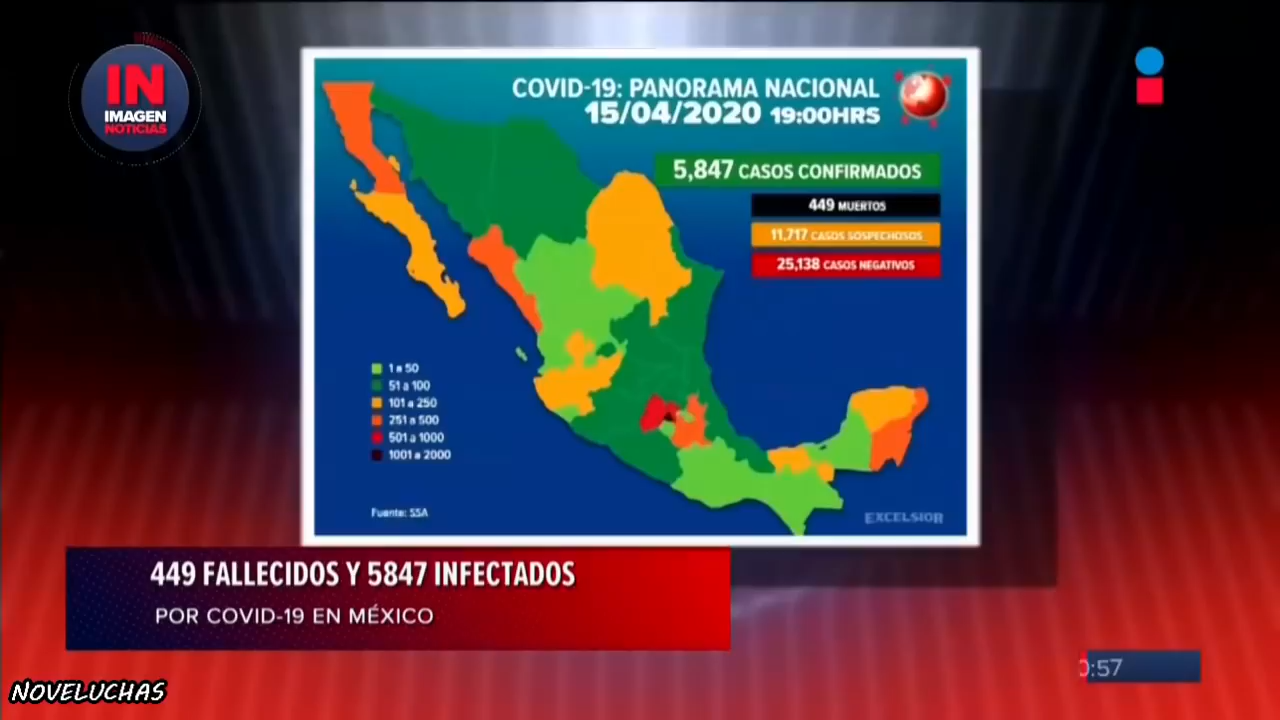 IN
IMAGEN
NOTICIAS
COVID-19: PANORAMA NACIONAL
15/04/2020 19:00HRS
5,847 CASOS CONFIRMADOS
449 MUERTOS
11,717 CASOS SOSPECHOSOS
25,138 CASOS NEGATIVOS
1 a 50
51 a 100
101 a 250
251 a 500
501 a 1000
1001 a 2000
Fuente: SSA
EXCELSIOR
449 FALLECIDOS Y 5847 INFECTADOS
POR COVID-19 EN MÉXICO
:57
NOVELUCHAS